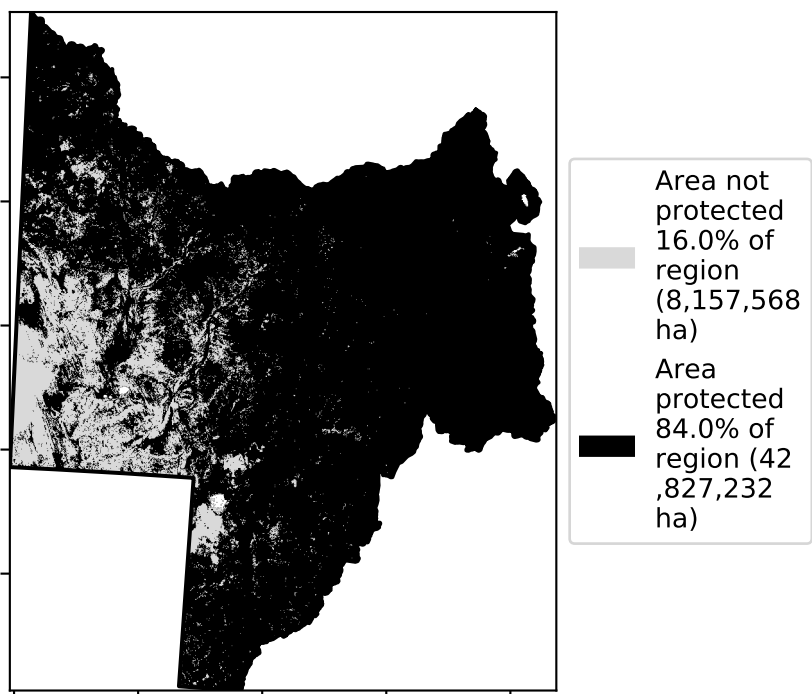 Area not
protected
16.0% of
region
(8,157,568
ha)
Area
protected
84.0% of
region (42
,827,232
ha)